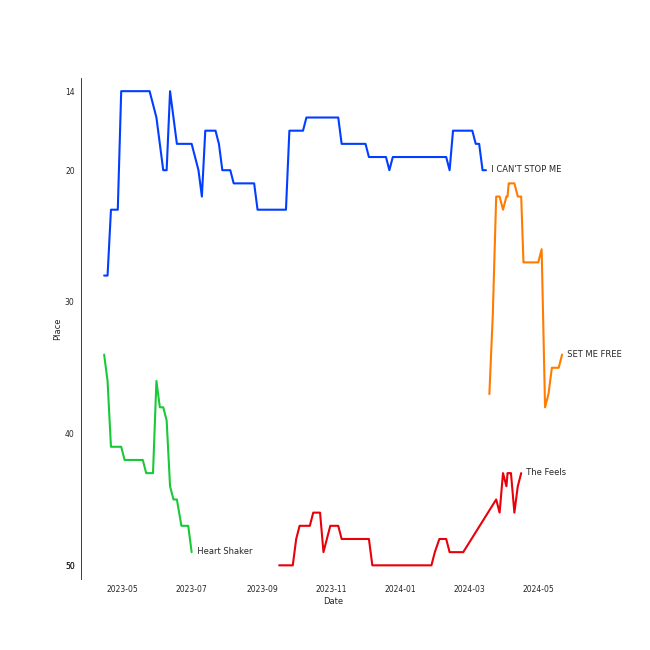 14
20
30
40
50
Place
I CAN'T STOP ME
SET ME FREE
The Feels
Heart Shaker
2023-05 2023-07 2023-09 2023-11 2024-01 2024-03 2024-05
Date